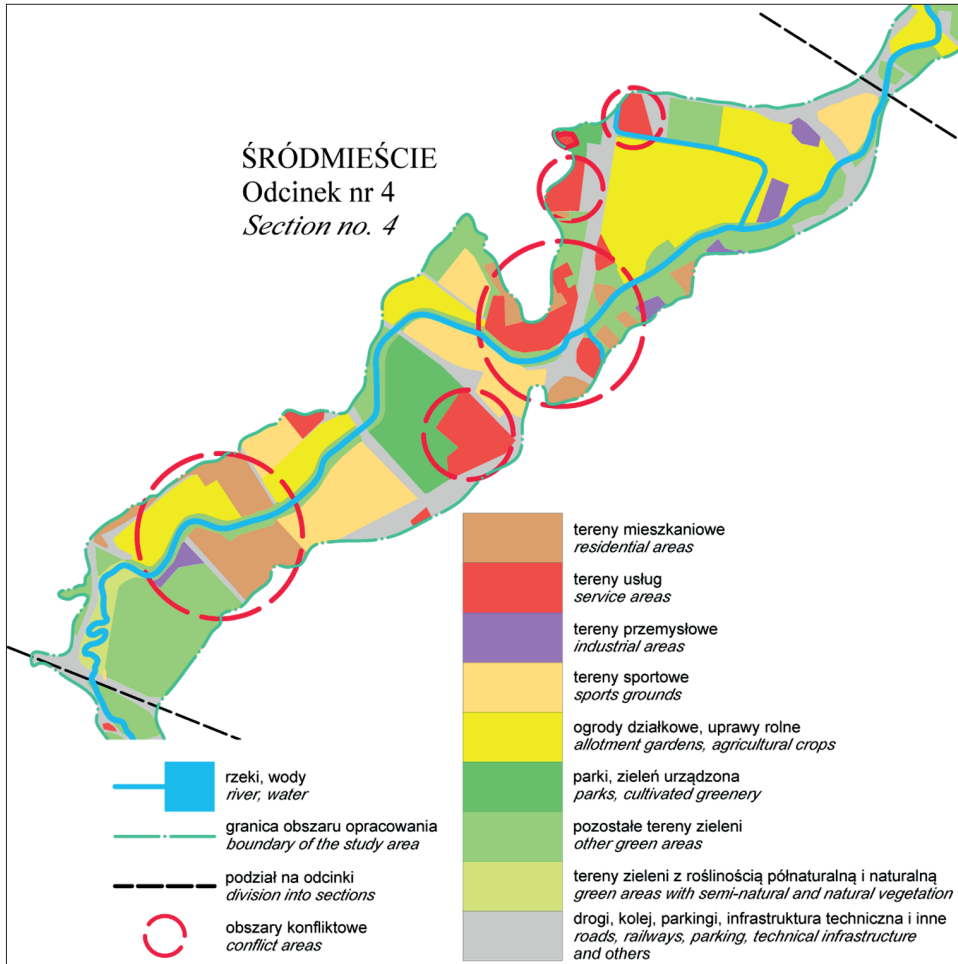 ŚRÓDMIEŚCIE
Odcinek nr 4
Section no. 4
tereny mieszkaniowe
residential areas
tereny usług
service areas
tereny przemysłowe
industrial areas
tereny sportowe
sports grounds
ogrody działkowe, uprawy rolne
allotment gardens, agricultural crops
parki, zieleń urządzona
parks, cultivated greenery
pozostałe tereny zieleni
other green areas
tereny zieleni z roślinością półnaturalną i naturalną
green areas with semi-natural and natural vegetation
drogi, kolej, parkingi, infrastruktura techniczna i inne
roads, railways, parking, technical infrastructure
and others
rzeki, wody
river, water
granica obszaru opracowania
boundary of the study area
podział na odcinki
division into sections
obszary konfliktowe
conflict areas